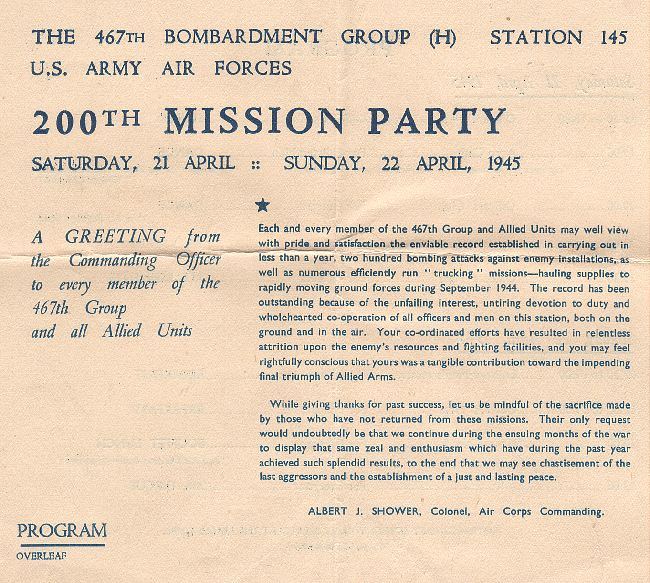 THE 467TH BOMBARDMENT GROUP (H) STATION 145
U.S. ARMY AIR FORCES
200TH MISSION PARTY
SATURDAY, 21 APRIL :: SUNDAY, 22 APRIL, 1945
★
A GREETING from
the Commanding Officer
to every member of the
467th Group
and all Allied Units
Each and every member of the 467th Group and Allied Units may well view
with pride and satisfaction the enviable record established in carrying out in
less than a year, two hundred bombing attacks against enemy installations, as
well as numerous efficiently run "trucking" missions—hauling supplies to
rapidly moving ground forces during September 1944. The record has been
outstanding because of the unfailing interest, untiring devotion to duty and
wholehearted co-operation of all officers and men on this station, both on the
ground and in the air. Your co-ordinated efforts have resulted in relentless
attrition upon the enemy's resources and fighting facilities, and you may feel
rightfully conscious that yours was a tangible contribution toward the impending
final triumph of Allied Arms.
While giving thanks for past success, let us be mindful of the sacrifice made
by those who have not returned from these missions. Their only request
would undoubtedly be that we continue during the ensuing months of the war
to display that same zeal and enthusiasm which have during the past year
achieved such splendid results, to the end that we may see chastisement of the
last aggressors and the establishment of a just and lasting peace.
ALBERT J. SHOWER, Colonel, Air Corps Commanding.
PROGRAM
OVERLEAF